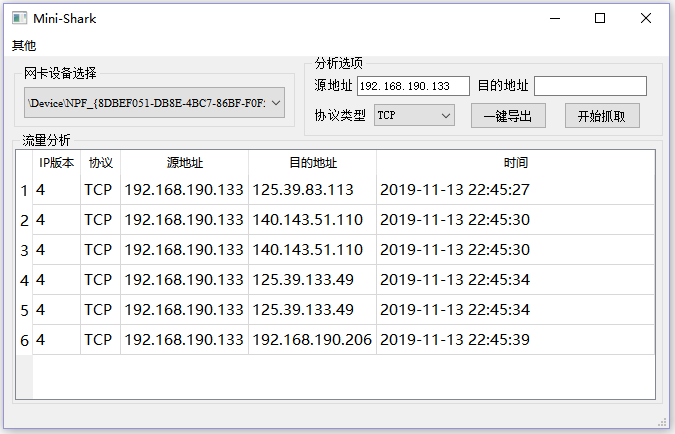 Mini-Shark
其他
网卡设备选择
\Device\NPF_{8DBEF051-DB8E-4BC7-86BF-F0F
分析选项
源地址 192.168.190.133 目的地址
协议类型 TCP 一键导出 开始抓取
流量分析
IP版本 协议 源地址 目的地址 时间
1 4 TCP 192.168.190.133 125.39.83.113 2019-11-13 22:45:27
2 4 TCP 192.168.190.133 140.143.51.110 2019-11-13 22:45:30
3 4 TCP 192.168.190.133 140.143.51.110 2019-11-13 22:45:30
4 4 TCP 192.168.190.133 125.39.133.49 2019-11-13 22:45:34
5 4 TCP 192.168.190.133 125.39.133.49 2019-11-13 22:45:34
6 4 TCP 192.168.190.133 192.168.190.206 2019-11-13 22:45:39